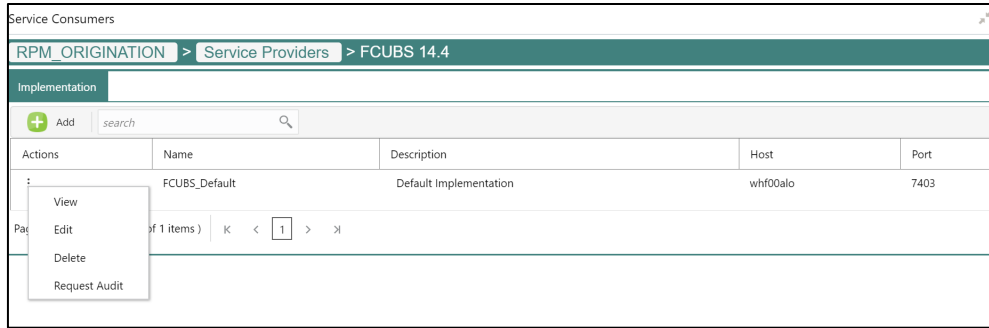 Service Consumers
RPM_ORIGINATION > Service Providers > FCUBS 14.4
Implementation
Add search
Actions Name Description Host Port
FCUBS_Default Default Implementation whf00alo 7403
View
of 1 items ) 1
Edit
Delete
Request Audit